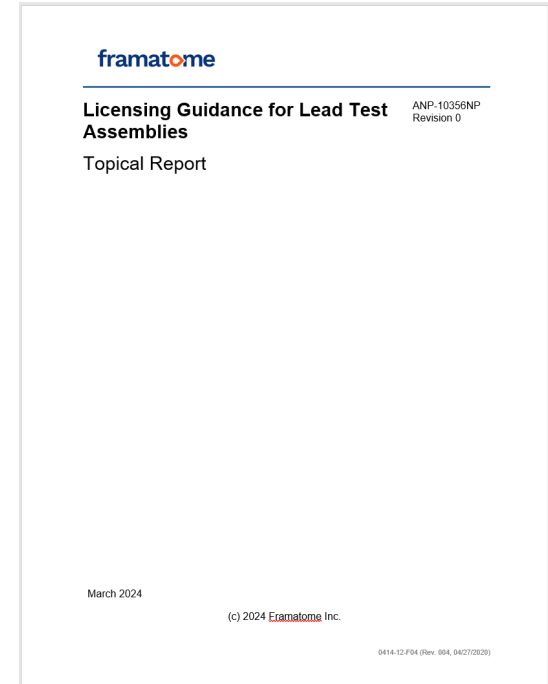 framatome
Licensing Guidance for Lead Test
Assemblies
ANP-10356NP
Revision 0
Topical Report
March 2024
(c) 2024 Framatome Inc.
0414-12-F04 (Rev. 004, 04/27/2020)